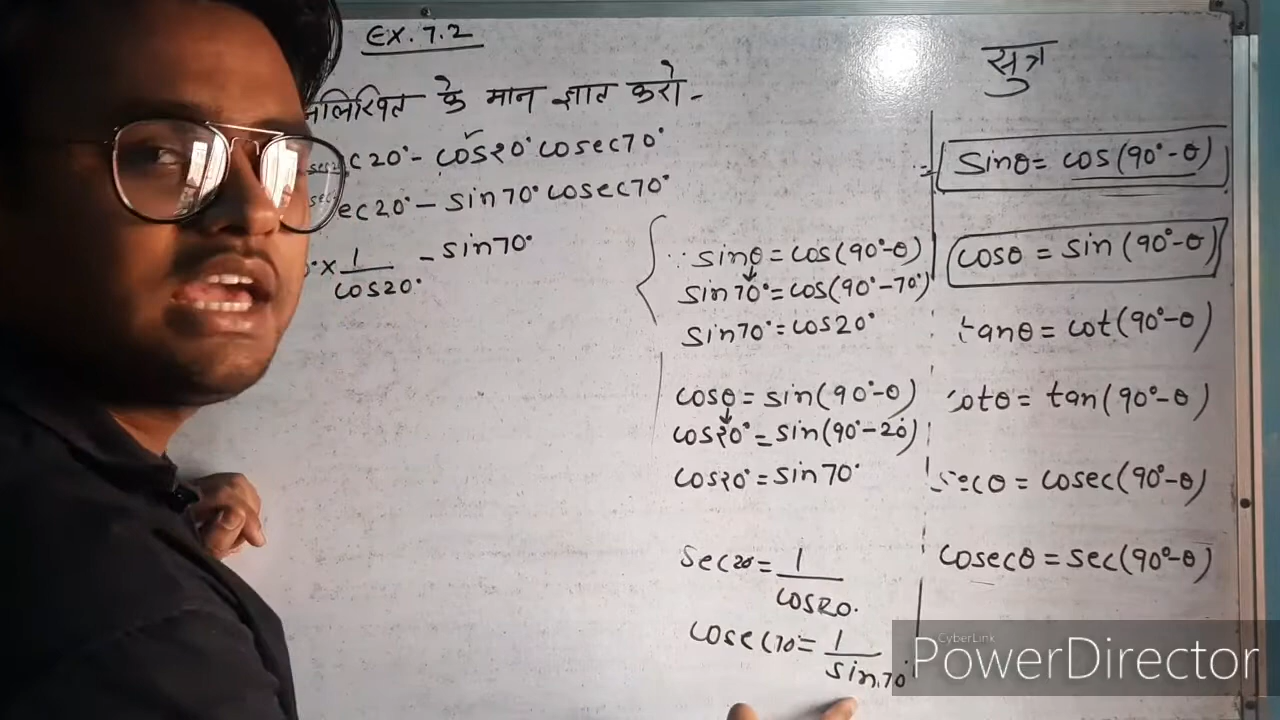 Ex. 7.2
के मान ज्ञात करो -
c20° - cos20° cosec70°
ec20° - sin70° cosec70°
° × 1/cos20° - sin70°
∵ sinθ = cos(90°-θ)
sin70° = cos(90°-70°)
sin70° = cos20°
cosθ = sin(90°-θ)
cos20° = sin(90°-20°)
cos20° = sin70°
Sec20 = 1/cos20.
cosec70 = 1/sin70°
सुत्र
= sinθ = cos(90°-θ)
cosθ = sin(90°-θ)
tanθ = cot(90°-θ)
cotθ = tan(90°-θ)
secθ = cosec(90°-θ)
cosecθ = sec(90°-θ)
CyberLink
PowerDirector